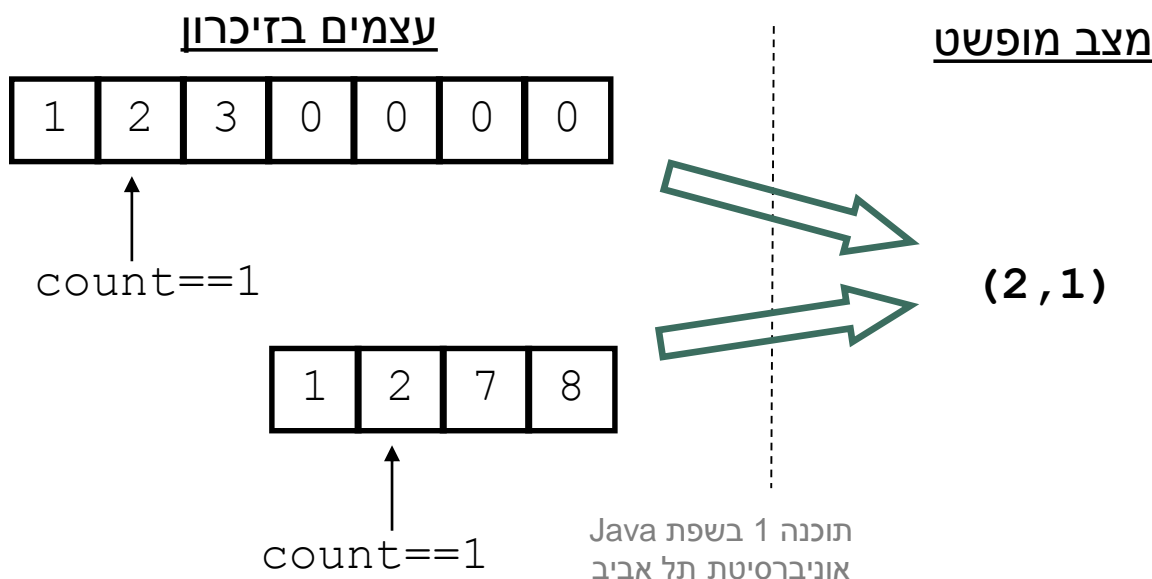 עצמים בזיכרון
מצב מופשט
1 2 3 0 0 0 0
count==1
(2,1)
1 2 7 8
count==1
תוכנה 1 בשפת Java
אוניברסיטת תל אביב